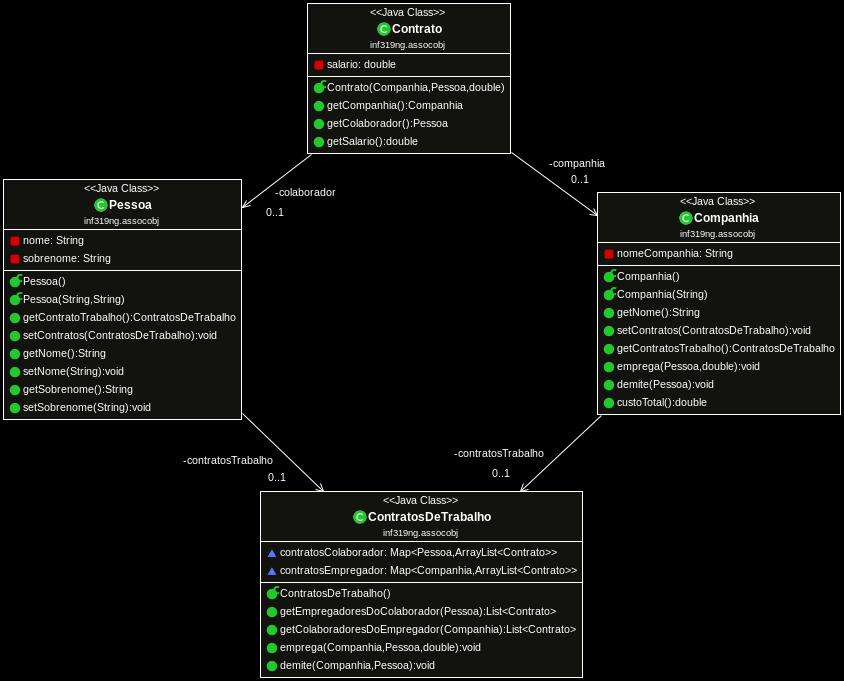 <<Java Class>>
Contrato
inf319ng.assocobj
salario: double
Contrato(Companhia,Pessoa,double)
getCompanhia():Companhia
getColaborador():Pessoa
getSalario():double
-colaborador
0..1
-companhia
0..1
<<Java Class>>
Pessoa
inf319ng.assocobj
nome: String
sobrenome: String
Pessoa()
Pessoa(String,String)
getContratoTrabalho():ContratosDeTrabalho
setContratos(ContratosDeTrabalho):void
getNome():String
setNome(String):void
getSobrenome():String
setSobrenome(String):void
<<Java Class>>
Companhia
inf319ng.assocobj
nomeCompanhia: String
Companhia()
Companhia(String)
getNome():String
setContratos(ContratosDeTrabalho):void
getContratosTrabalho():ContratosDeTrabalho
emprega(Pessoa,double):void
demite(Pessoa):void
custoTotal():double
-contratosTrabalho
0..1
-contratosTrabalho
0..1
<<Java Class>>
ContratosDeTrabalho
inf319ng.assocobj
contratosColaborador: Map<Pessoa,ArrayList<Contrato>>
contratosEmpregador: Map<Companhia,ArrayList<Contrato>>
ContratosDeTrabalho()
getEmpregadoresDoColaborador(Pessoa):List<Contrato>
getColaboradoresDoEmpregador(Companhia):List<Contrato>
emprega(Companhia,Pessoa,double):void
demite(Companhia,Pessoa):void